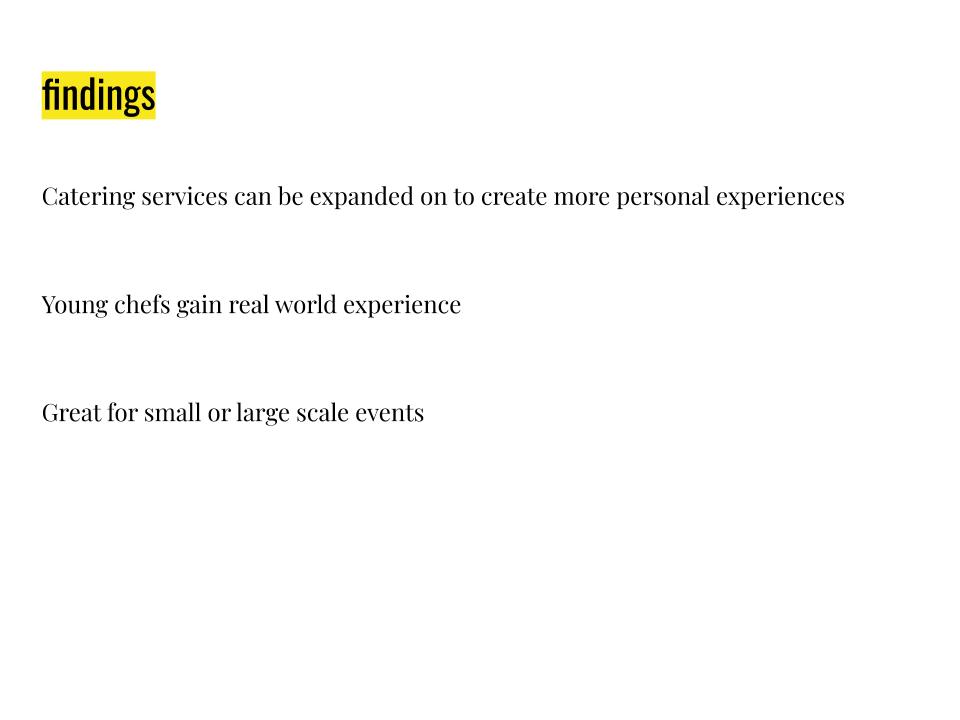 findings
Catering services can be expanded on to create more personal experiences
Young chefs gain real world experience
Great for small or large scale events